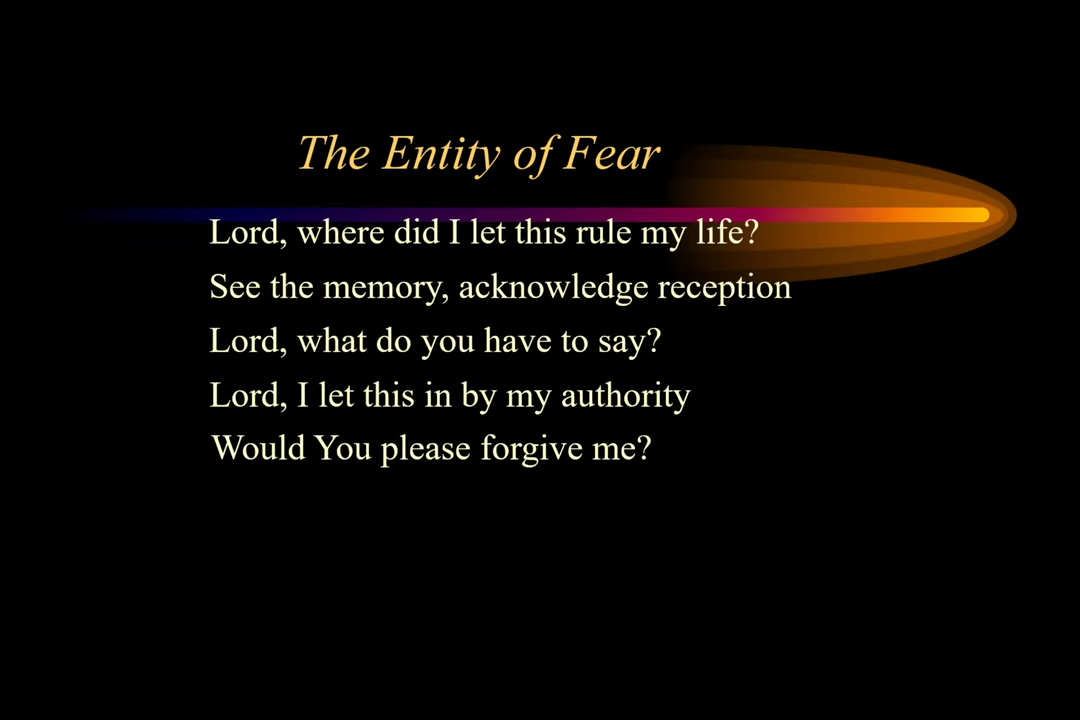 The Entity of Fear
Lord, where did I let this rule my life?
See the memory, acknowledge reception
Lord, what do you have to say?
Lord, I let this in by my authority
Would You please forgive me?